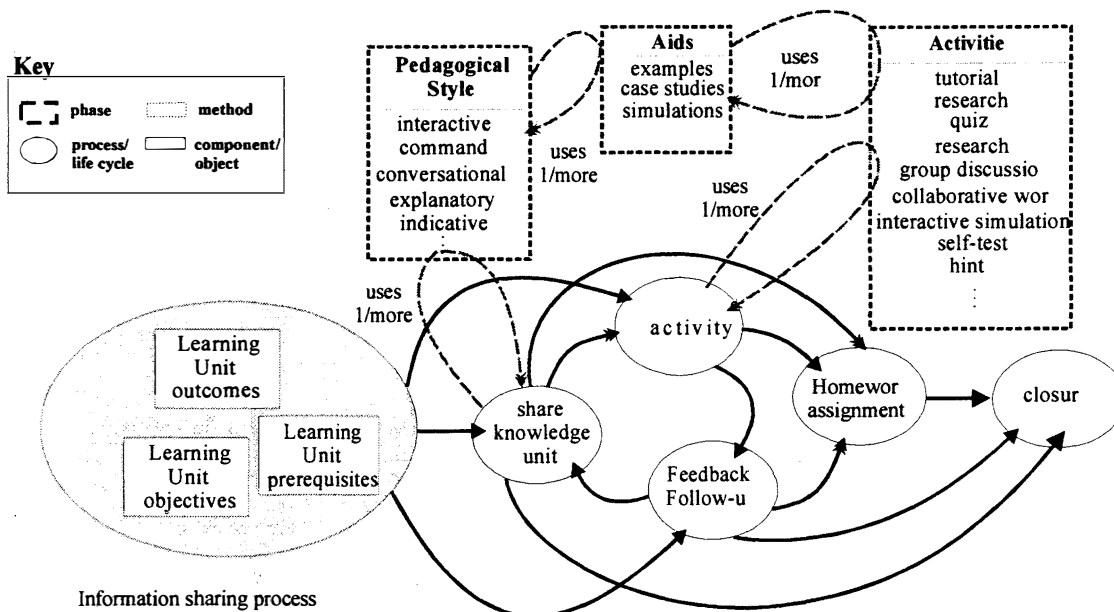 Key
phase
method
process/
life cycle
component/
object
Pedagogical
Style
interactive
command
conversational
explanatory
indicative
uses
1/more
Aids
examples
case studies
simulations
uses
1/mor
Activitie
tutorial
research
quiz
research
group discussio
collaborative wor
interactive simulation
self-test
hint
uses
1/more
uses
1/more
Learning
Unit
outcomes
Learning
Unit
prerequisites
Learning
Unit
objectives
share
knowledge
unit
activity
Feedback
Follow-u
Homewor
assignment
closur
Information sharing process